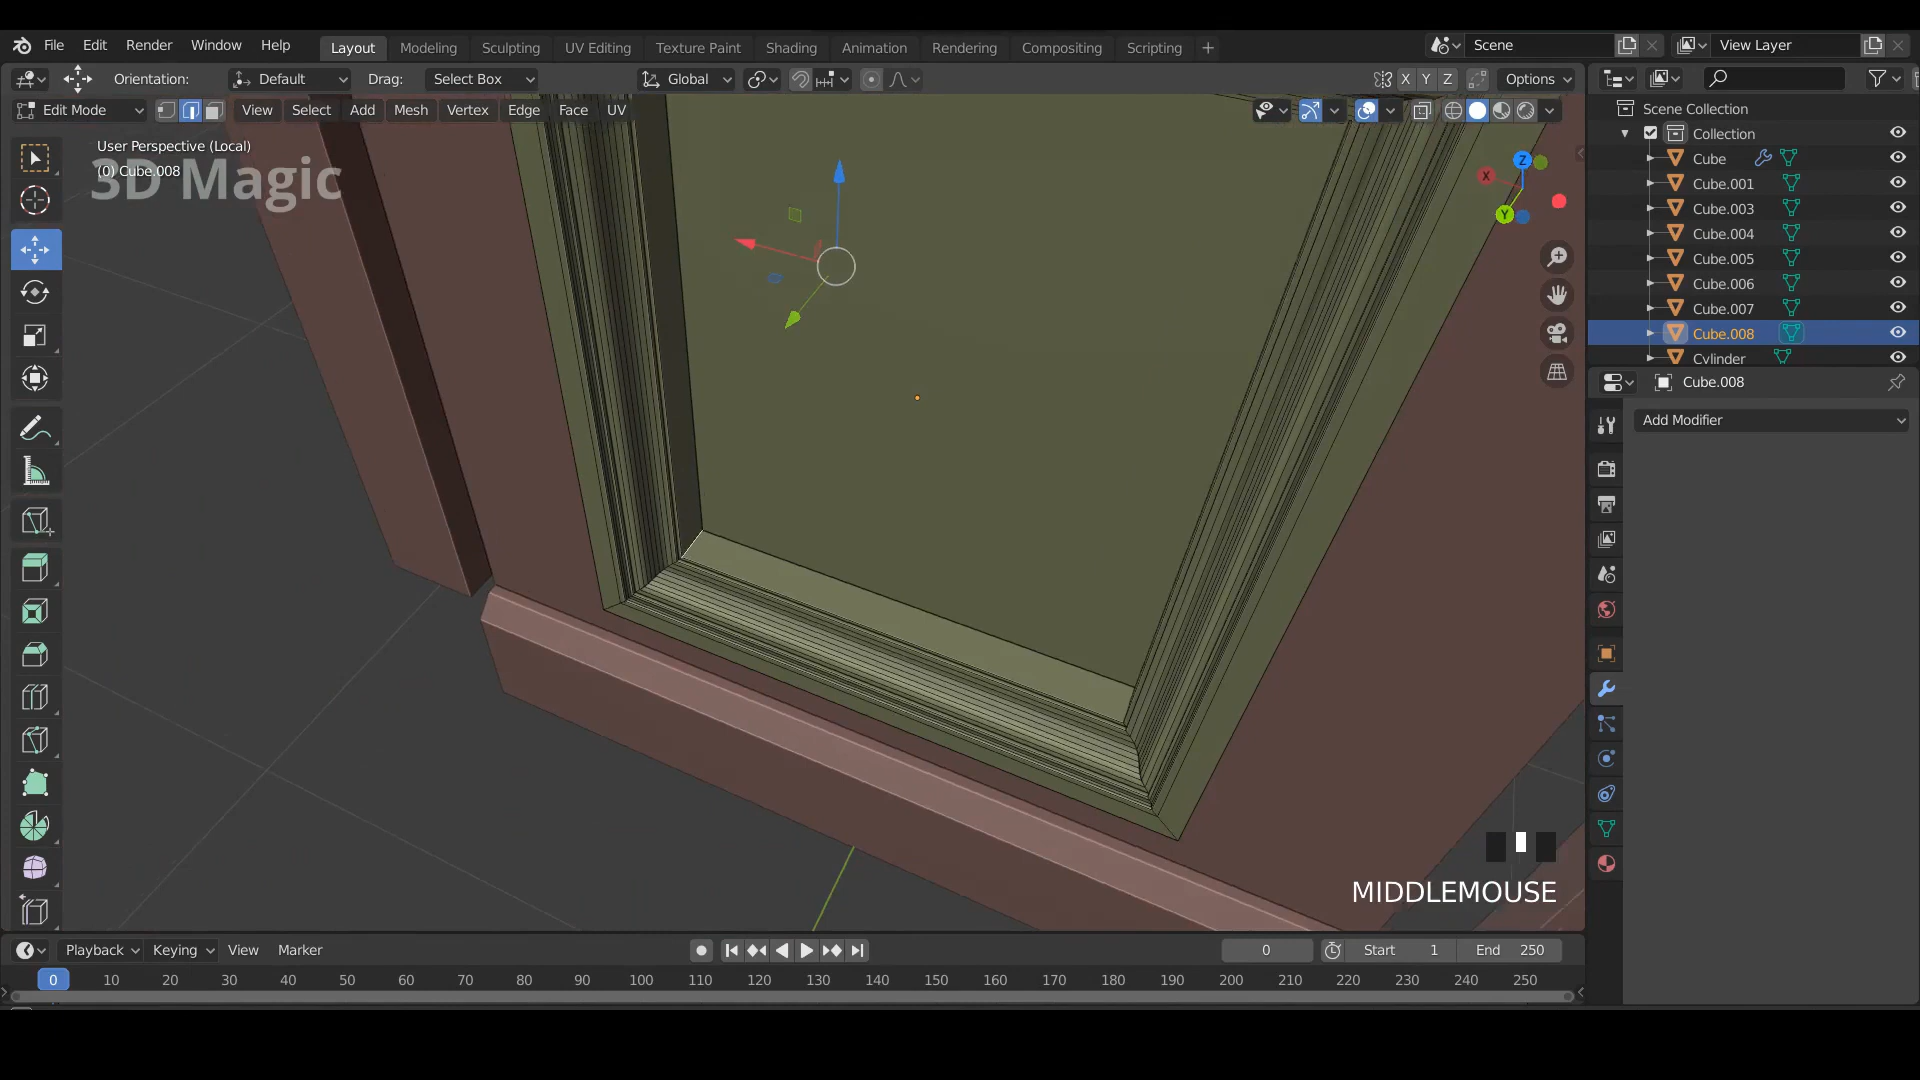 File Edit Render Window Help Layout Modeling Sculpting UV Editing Texture Paint Shading Animation Rendering Compositing Scripting + Scene View Layer
Orientation: Default Drag: Select Box Global X Y Z Options
Edit Mode View Select Add Mesh Vertex Edge Face UV
User Perspective (Local)
(0) Cube.008
3D Magic
Z
X
Y
Scene Collection
Collection
Cube
Cube.001
Cube.003
Cube.004
Cube.005
Cube.006
Cube.007
Cube.008
Cylinder
Cube.008
Add Modifier
MIDDLEMOUSE
Playback Keying View Marker 0 Start 1 End 250
0 10 20 30 40 50 60 70 80 90 100 110 120 130 140 150 160 170 180 190 200 210 220 230 240 250